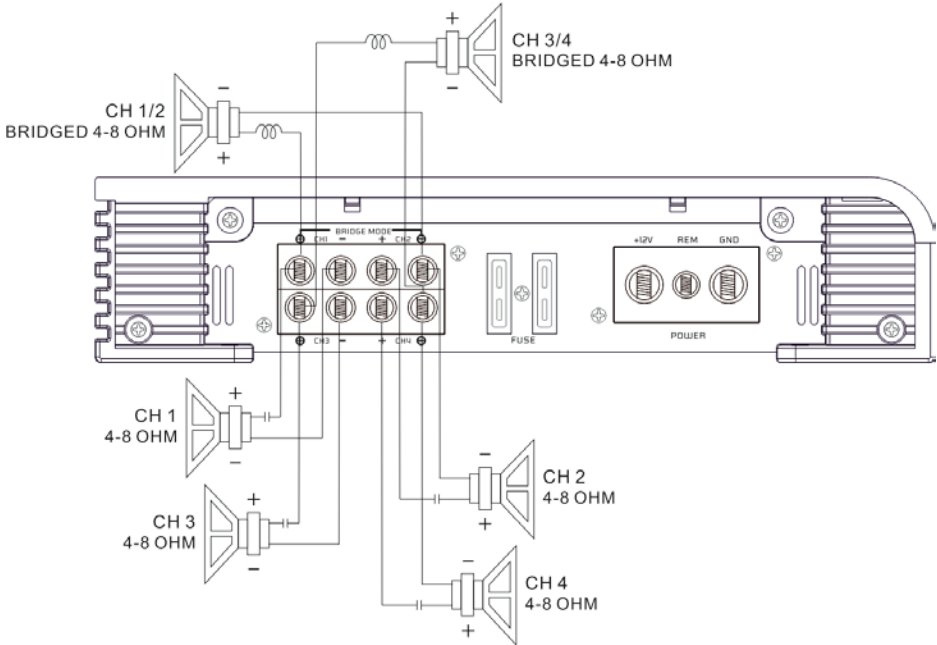 +
CH 3/4
BRIDGED 4-8 OHM
−
−
CH 1/2
BRIDGED 4-8 OHM
+
BRIDGE MODE
⊕ CH1 − + CH2 ⊖
+12V REM GND
FUSE
POWER
⊕ CH3 − + CH4 ⊖
+
CH 1
4-8 OHM
−
−
CH 2
4-8 OHM
+
+
CH 3
4-8 OHM
−
−
CH 4
4-8 OHM
+